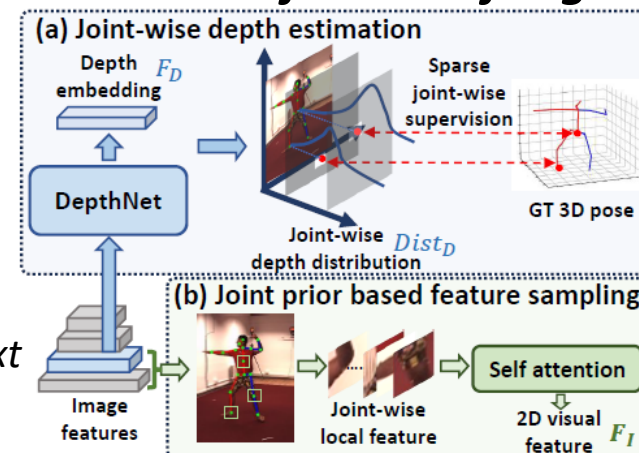 (a) Joint-wise depth estimation
Depth
embedding F_D
Sparse
joint-wise
supervision
DepthNet
GT 3D pose
Joint-wise
depth distribution
Dist_D
(b) Joint prior based feature sampling
xt
Image
features
....
Joint-wise
local feature
Self attention
2D visual
feature F_I